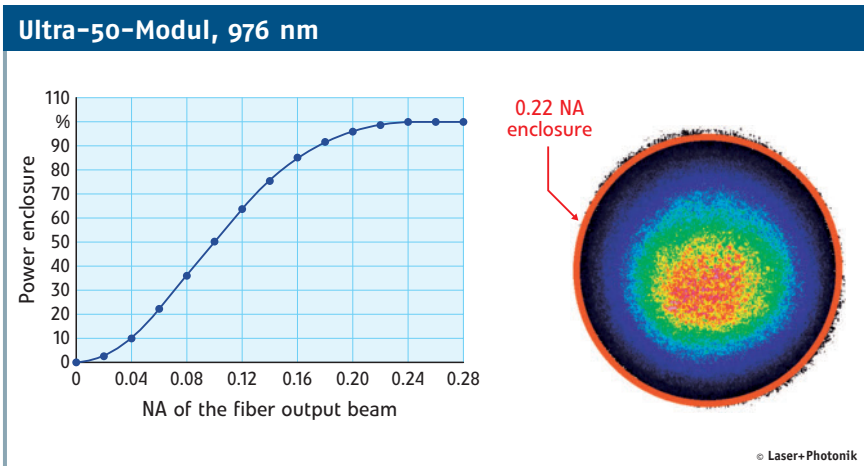 Ultra-50-Modul, 976 nm
110
%
90
80
70
60
50
40
30
20
10
0
Power enclosure
0 0.04 0.08 0.12 0.16 0.20 0.24 0.28
NA of the fiber output beam
0.22 NA
enclosure
© Laser+Photonik